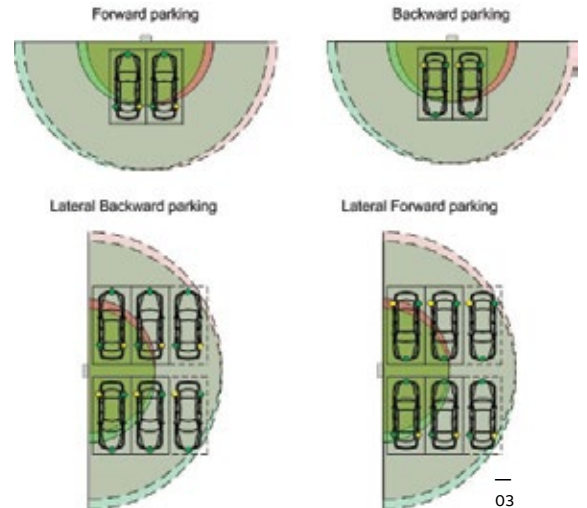 Forward parking
Backward parking
Lateral Backward parking
Lateral Forward parking
—
03